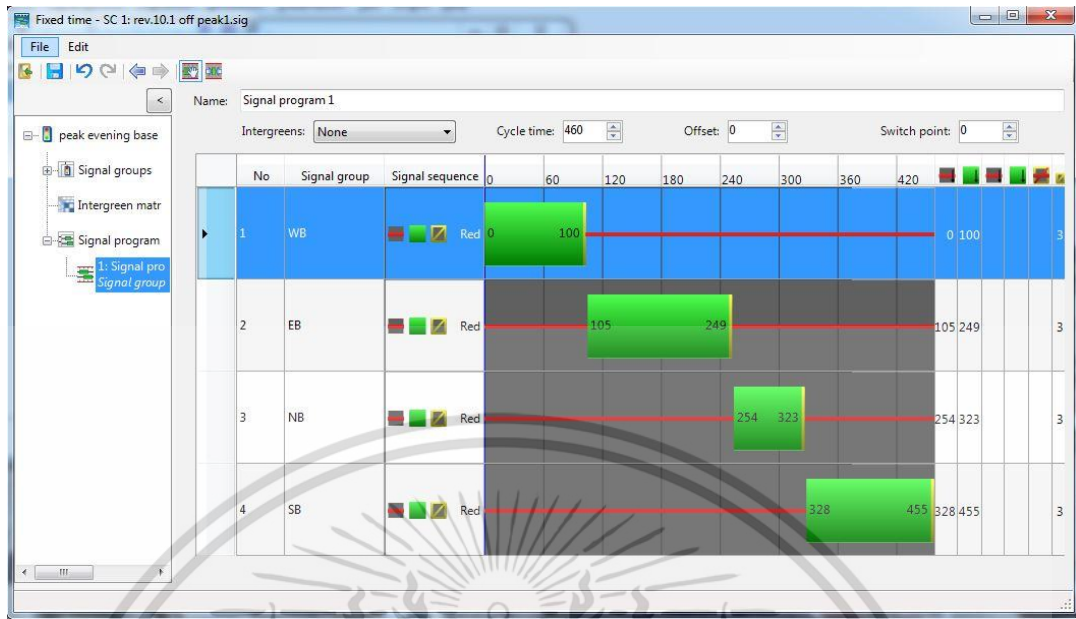 Fixed time - SC 1: rev.10.1 off peak1.sig
File Edit
Name: Signal program 1
Intergreens: None Cycle time: 460 Offset: 0 Switch point: 0
peak evening base
Signal groups
Intergreen matr
Signal program
1: Signal pro
Signal group
No Signal group Signal sequence 0 60 120 180 240 300 360 420
1 WB Red 0 100 0 100 3
2 EB Red 105 249 105 249 3
3 NB Red 254 323 254 323 3
4 SB Red 328 455 328 455 3